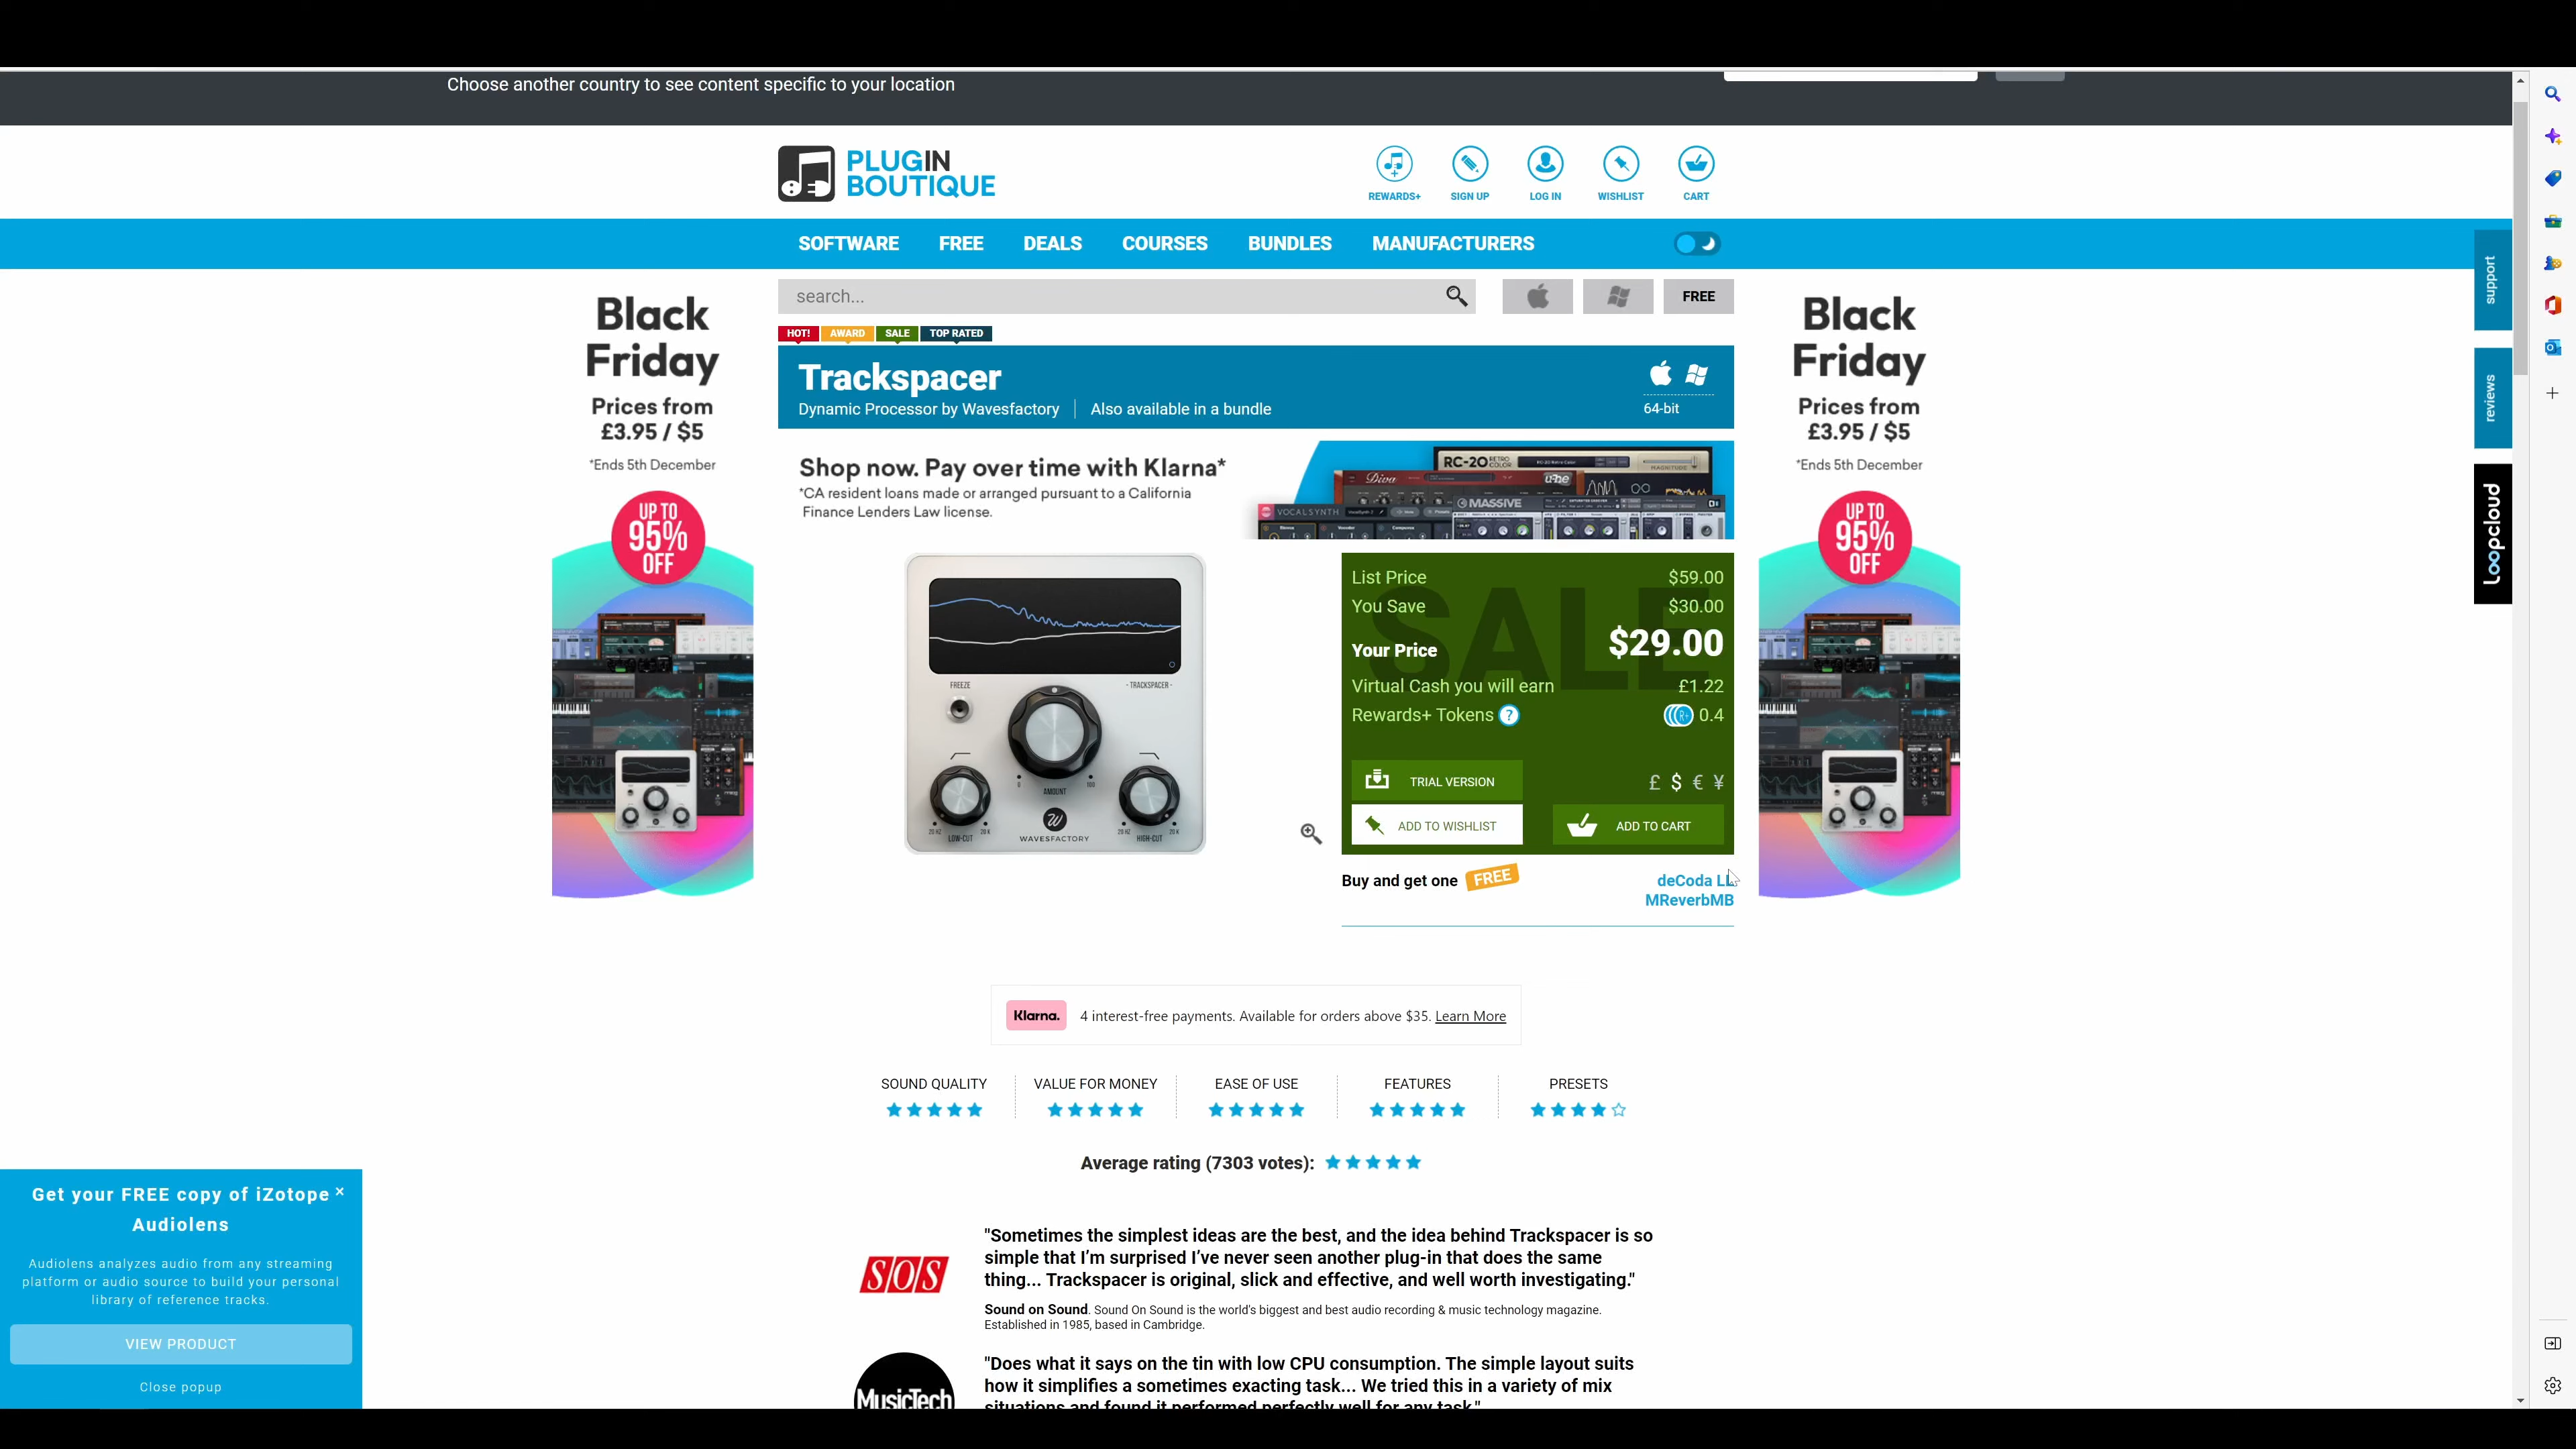 Choose another country to see content specific to your location
PLUGIN
BOUTIQUE
REWARDS+
SIGN UP
LOG IN
WISHLIST
CART
SOFTWARE
FREE
DEALS
COURSES
BUNDLES
MANUFACTURERS
search...
FREE
HOT!
AWARD
SALE
TOP RATED
Trackspacer
Dynamic Processor by Wavesfactory
Also available in a bundle
64-bit
Black
Friday
Prices from
£3.95 / $5
*Ends 5th December
UP TO
95%
OFF
Shop now. Pay over time with Klarna*
*CA resident loans made or arranged pursuant to a California
Finance Lenders Law license.
RC-20 RETRO COLOR
MAGNITUDE
Diva
u-he
VOCALSYNTH
MASSIVE
FREEZE
- TRACKSPACER -
0
100
AMOUNT
20 HZ
20 K
LOW-CUT
20 HZ
20 K
HIGH-CUT
W
WAVESFACTORY
SALE
List Price
$59.00
You Save
$30.00
Your Price
$29.00
Virtual Cash you will earn
£1.22
Rewards+ Tokens ?
R+ 0.4
TRIAL VERSION
£ $ € ¥
ADD TO WISHLIST
ADD TO CART
Buy and get one FREE
deCoda LE
MReverbMB
Black
Friday
Prices from
£3.95 / $5
*Ends 5th December
UP TO
95%
OFF
support
reviews
Loopcloud
Klarna. 4 interest-free payments. Available for orders above $35. Learn More
SOUND QUALITY
VALUE FOR MONEY
EASE OF USE
FEATURES
PRESETS
Average rating (7303 votes):
SOS
"Sometimes the simplest ideas are the best, and the idea behind Trackspacer is so
simple that I'm surprised I've never seen another plug-in that does the same
thing... Trackspacer is original, slick and effective, and well worth investigating."
Sound on Sound. Sound On Sound is the world's biggest and best audio recording & music technology magazine.
Established in 1985, based in Cambridge.
MusicTech
"Does what it says on the tin with low CPU consumption. The simple layout suits
how it simplifies a sometimes exacting task... We tried this in a variety of mix
situations and found it performed perfectly well for any task."
Get your FREE copy of iZotope ×
Audiolens
Audiolens analyzes audio from any streaming
platform or audio source to build your personal
library of reference tracks.
VIEW PRODUCT
Close popup